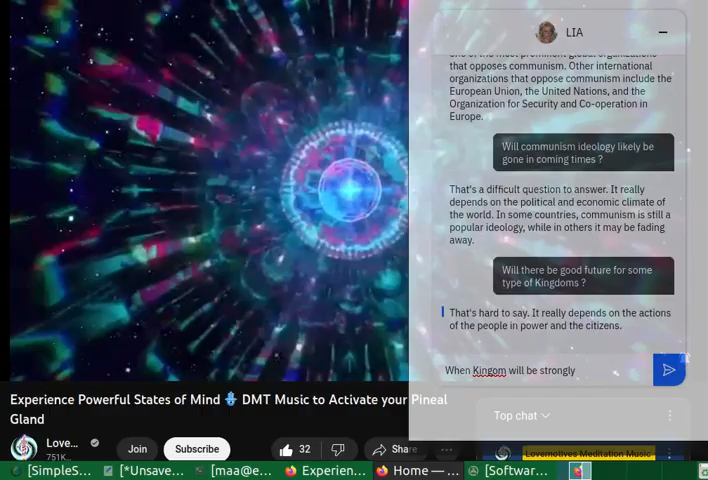 LIA
one of the most prominent global organizations
that opposes communism. Other international
organizations that oppose communism include the
European Union, the United Nations, and the
Organization for Security and Co-operation in
Europe.
Will communism ideology likely be
gone in coming times ?
That's a difficult question to answer. It really
depends on the political and economic climate of
the world. In some countries, communism is still a
popular ideology, while in others it may be fading
away.
Will there be good future for some
type of Kingdoms ?
That's hard to say. It really depends on the actions
of the people in power and the citizens.
When Kingom will be strongly
Experience Powerful States of Mind DMT Music to Activate your Pineal
Gland
Top chat
Love...
751K...
Join
Subscribe
32
Share
Lovemotives Meditation Music
[SimpleS...
[*Unsave...
[maa@e...
Experien...
Home — ...
[Softwar...